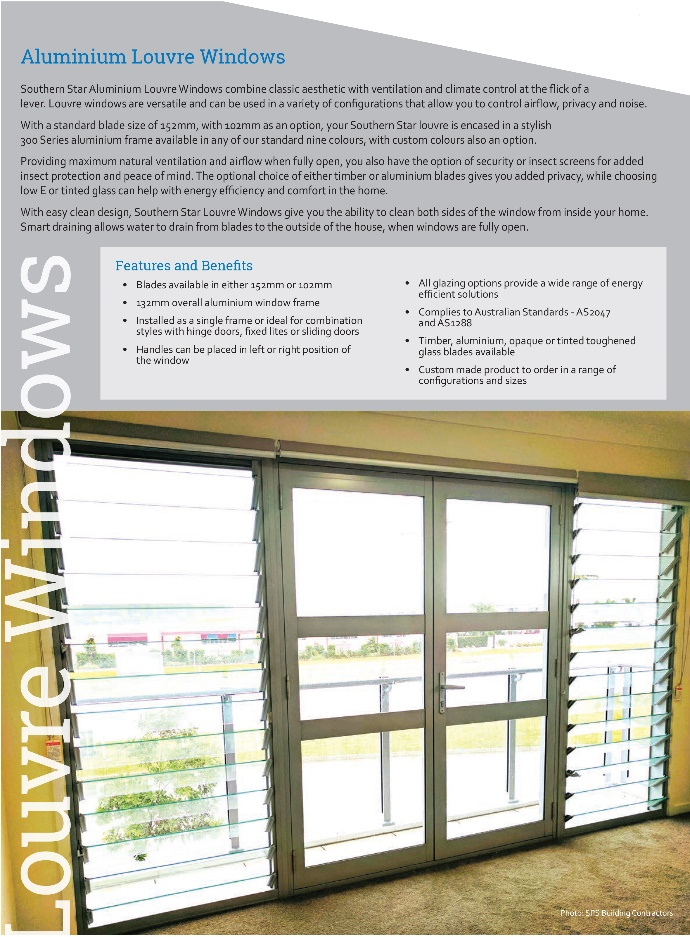 Aluminium Louvre Windows
Southern Star Aluminium Louvre Windows combine classic aesthetic with ventilation and climate control at the flick of a
lever. Louvre windows are versatile and can be used in a variety of configurations that allow you to control airflow, privacy and noise.
With a standard blade size of 152mm, with 102mm as an option, your Southern Star louvre is encased in a stylish
300 Series aluminium frame available in any of our standard nine colours, with custom colours also an option.
Providing maximum natural ventilation and airflow when fully open, you also have the option of security or insect screens for added
insect protection and peace of mind. The optional choice of either timber or aluminium blades gives you added privacy, while choosing
low E or tinted glass can help with energy efficiency and comfort in the home.
With easy clean design, Southern Star Louvre Windows give you the ability to clean both sides of the window from inside your home.
Smart draining allows water to drain from blades to the outside of the house, when windows are fully open.
Features and Benefits
• Blades available in either 152mm or 102mm
• 132mm overall aluminium window frame
• Installed as a single frame or ideal for combination
styles with hinge doors, fixed lites or sliding doors
• Handles can be placed in left or right position of
the window
• All glazing options provide a wide range of energy
efficient solutions
• Complies to Australian Standards - AS2047
and AS1288
• Timber, aluminium, opaque or tinted toughened
glass blades available
• Custom made product to order in a range of
configurations and sizes
Louvre Windows
Photo: SPS Building Contractors